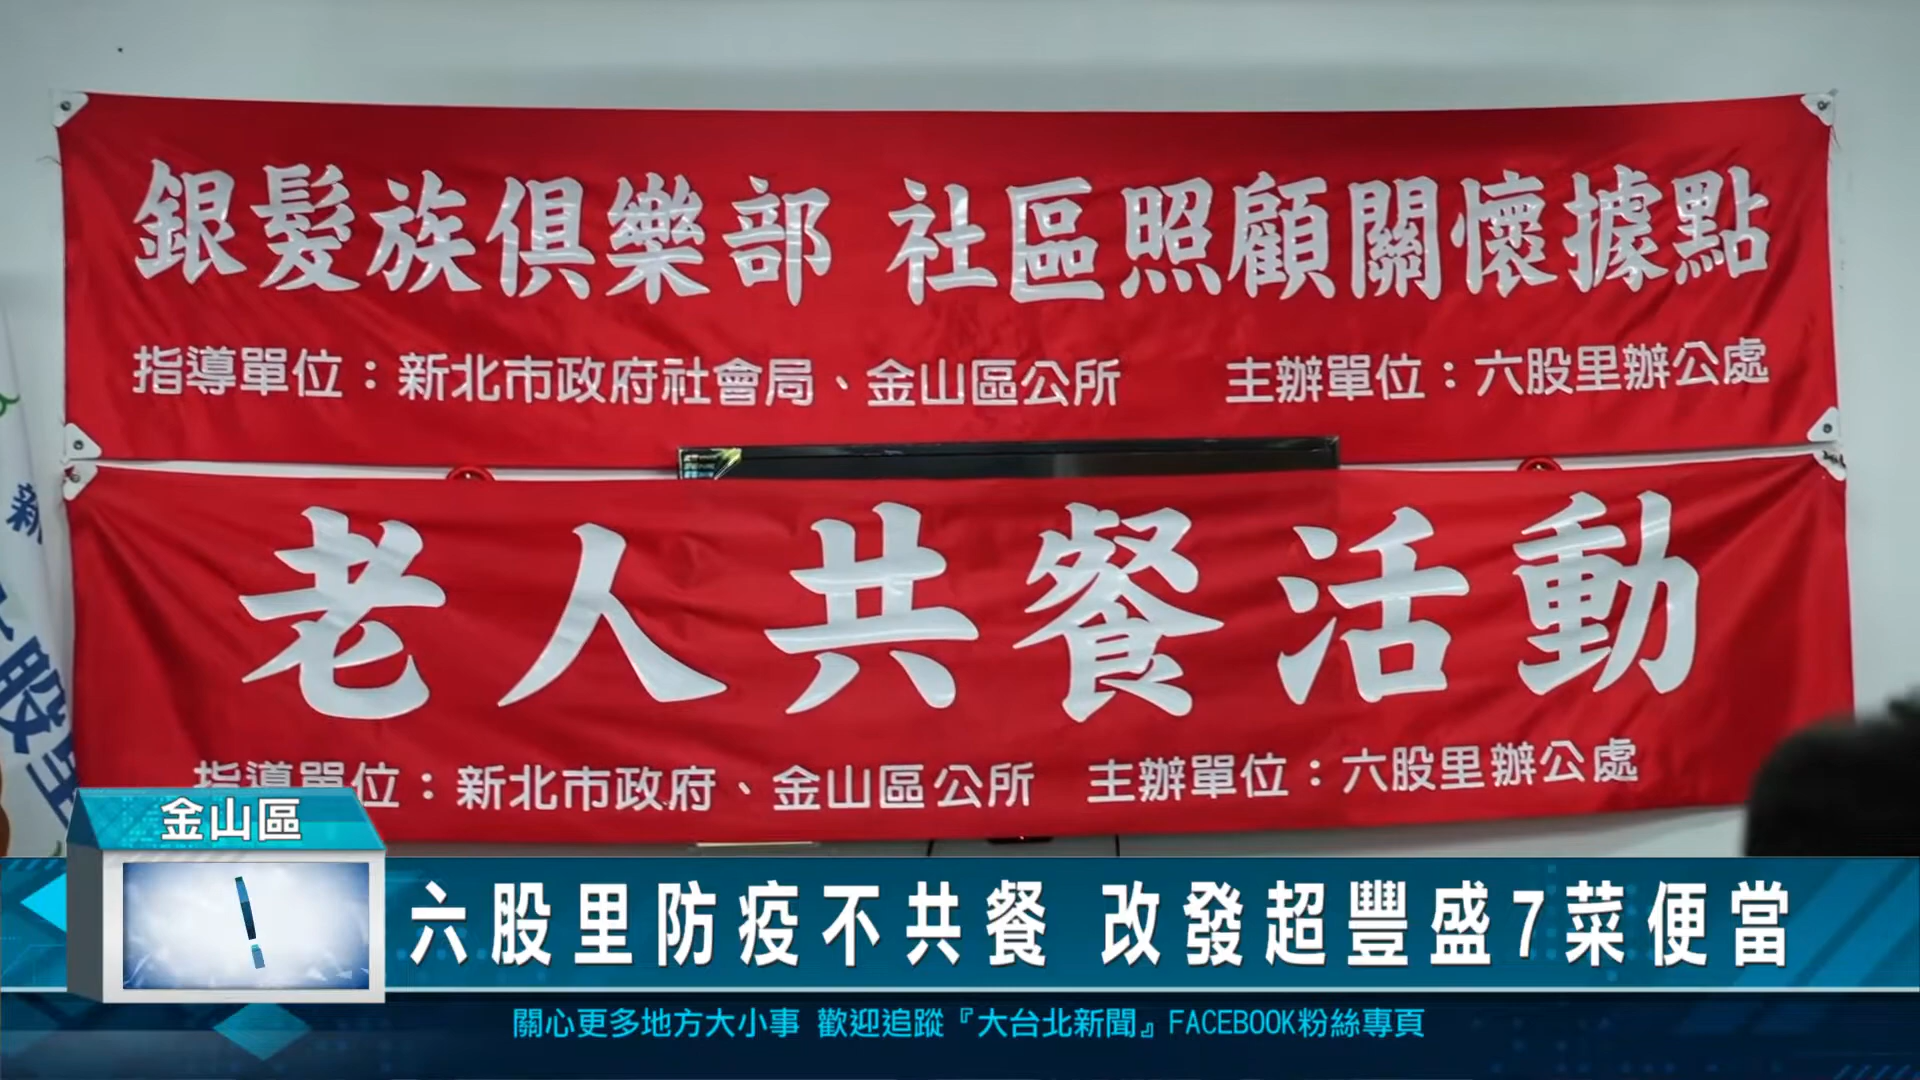 銀髮族俱樂部 社區照顧關懷據點
指導單位：新北市政府社會局、金山區公所 主辦單位：六股里辦公處
老人共餐活動
指導單位：新北市政府、金山區公所 主辦單位：六股里辦公處
新
股里
金山區
六股里防疫不共餐 改發超豐盛7菜便當
關心更多地方大小事 歡迎追蹤『大台北新聞』FACEBOOK粉絲專頁